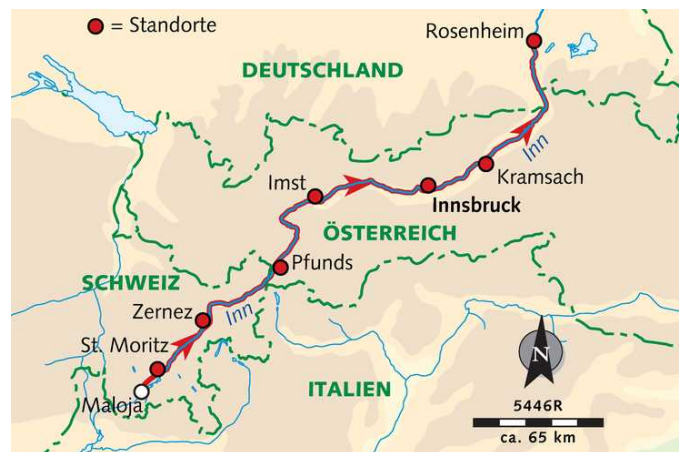 = Standorte
Rosenheim
DEUTSCHLAND
Inn
Imst
Kramsach
Innsbruck
ÖSTERREICH
Pfunds
SCHWEIZ
Zernez
Inn
St. Moritz
N
Maloja
ITALIEN
5446R
ca. 65 km